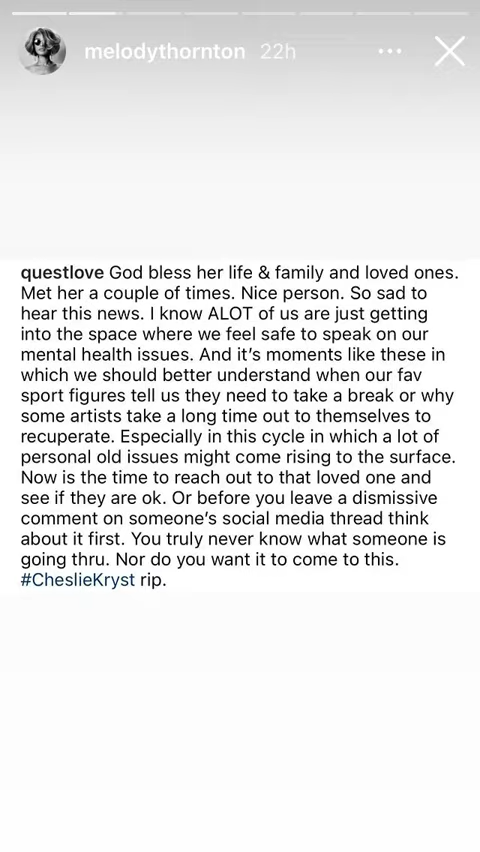 melodythornton 22h
questlove God bless her life & family and loved ones.
Met her a couple of times. Nice person. So sad to
hear this news. I know ALOT of us are just getting
into the space where we feel safe to speak on our
mental health issues. And it’s moments like these in
which we should better understand when our fav
sport figures tell us they need to take a break or why
some artists take a long time out to themselves to
recuperate. Especially in this cycle in which a lot of
personal old issues might come rising to the surface.
Now is the time to reach out to that loved one and
see if they are ok. Or before you leave a dismissive
comment on someone’s social media thread think
about it first. You truly never know what someone is
going thru. Nor do you want it to come to this.
#CheslieKryst rip.